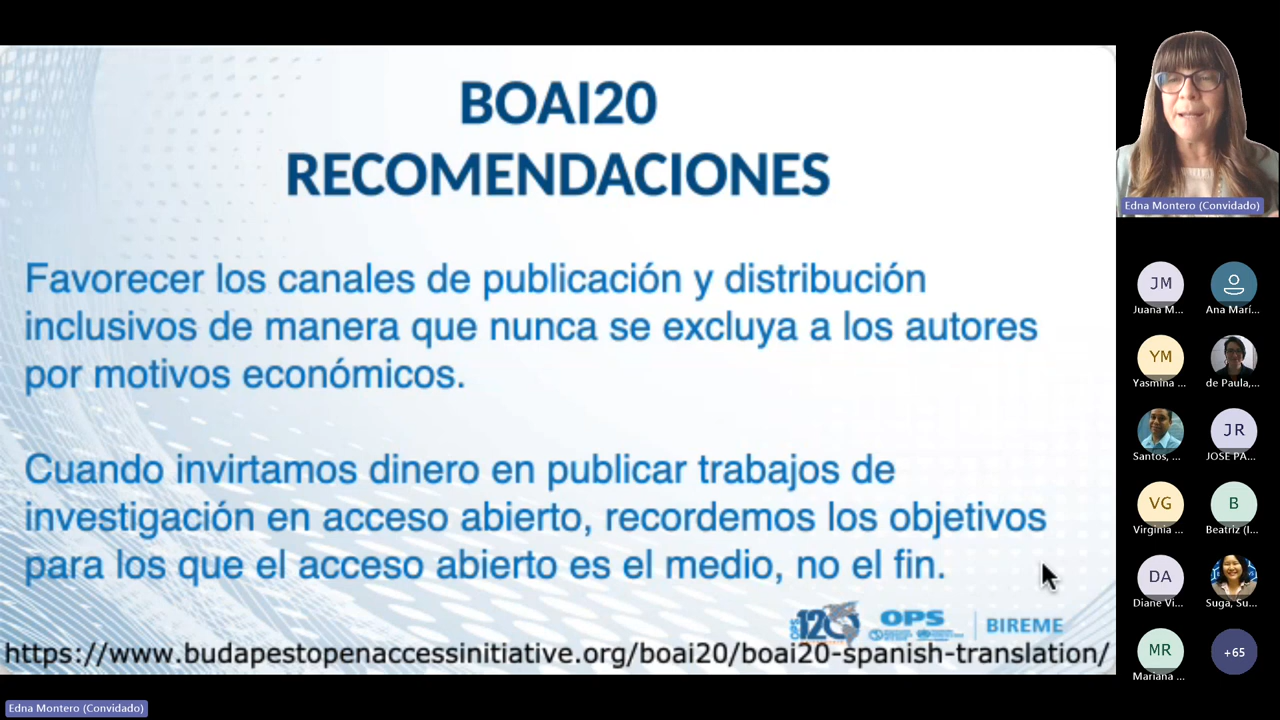 BOAI20
RECOMENDACIONES
Favorecer los canales de publicación y distribución
inclusivos de manera que nunca se excluya a los autores
por motivos económicos.
Cuando invirtamos dinero en publicar trabajos de
investigación en acceso abierto, recordemos los objetivos
para los que el acceso abierto es el medio, no el fin.
OPS 120 OPS BIREME
https://www.budapestopenaccessinitiative.org/boai20/boai20-spanish-translation/
Edna Montero (Convidado)
Edna Montero (Convidado)
JM
Juana M...
Ana Marí...
YM
Yasmina ...
de Paula,...
Santos, ...
JR
JOSE PA...
VG
Virginia ...
B
Beatriz (I...
DA
Diane Vi...
Suga, Su...
MR
Mariana ...
+65